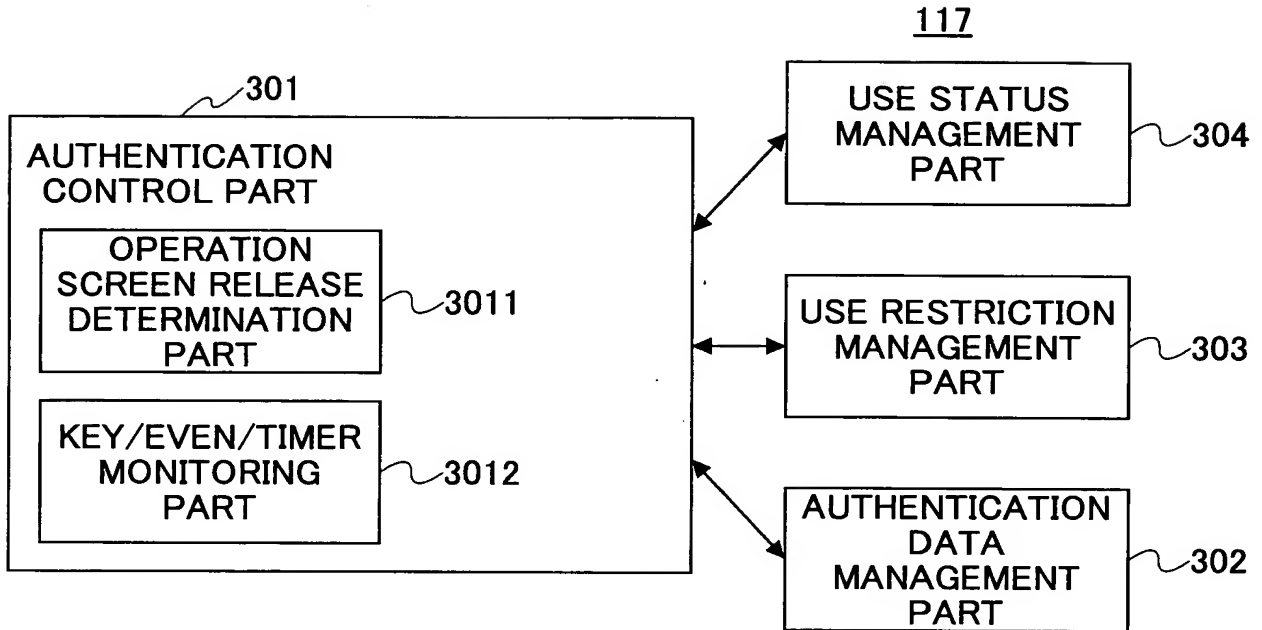 117
301
AUTHENTICATION
CONTROL PART
OPERATION
SCREEN RELEASE
DETERMINATION
PART
3011
KEY/EVEN/TIMER
MONITORING
PART
3012
USE STATUS
MANAGEMENT
PART
304
USE RESTRICTION
MANAGEMENT
PART
303
AUTHENTICATION
DATA
MANAGEMENT
PART
302